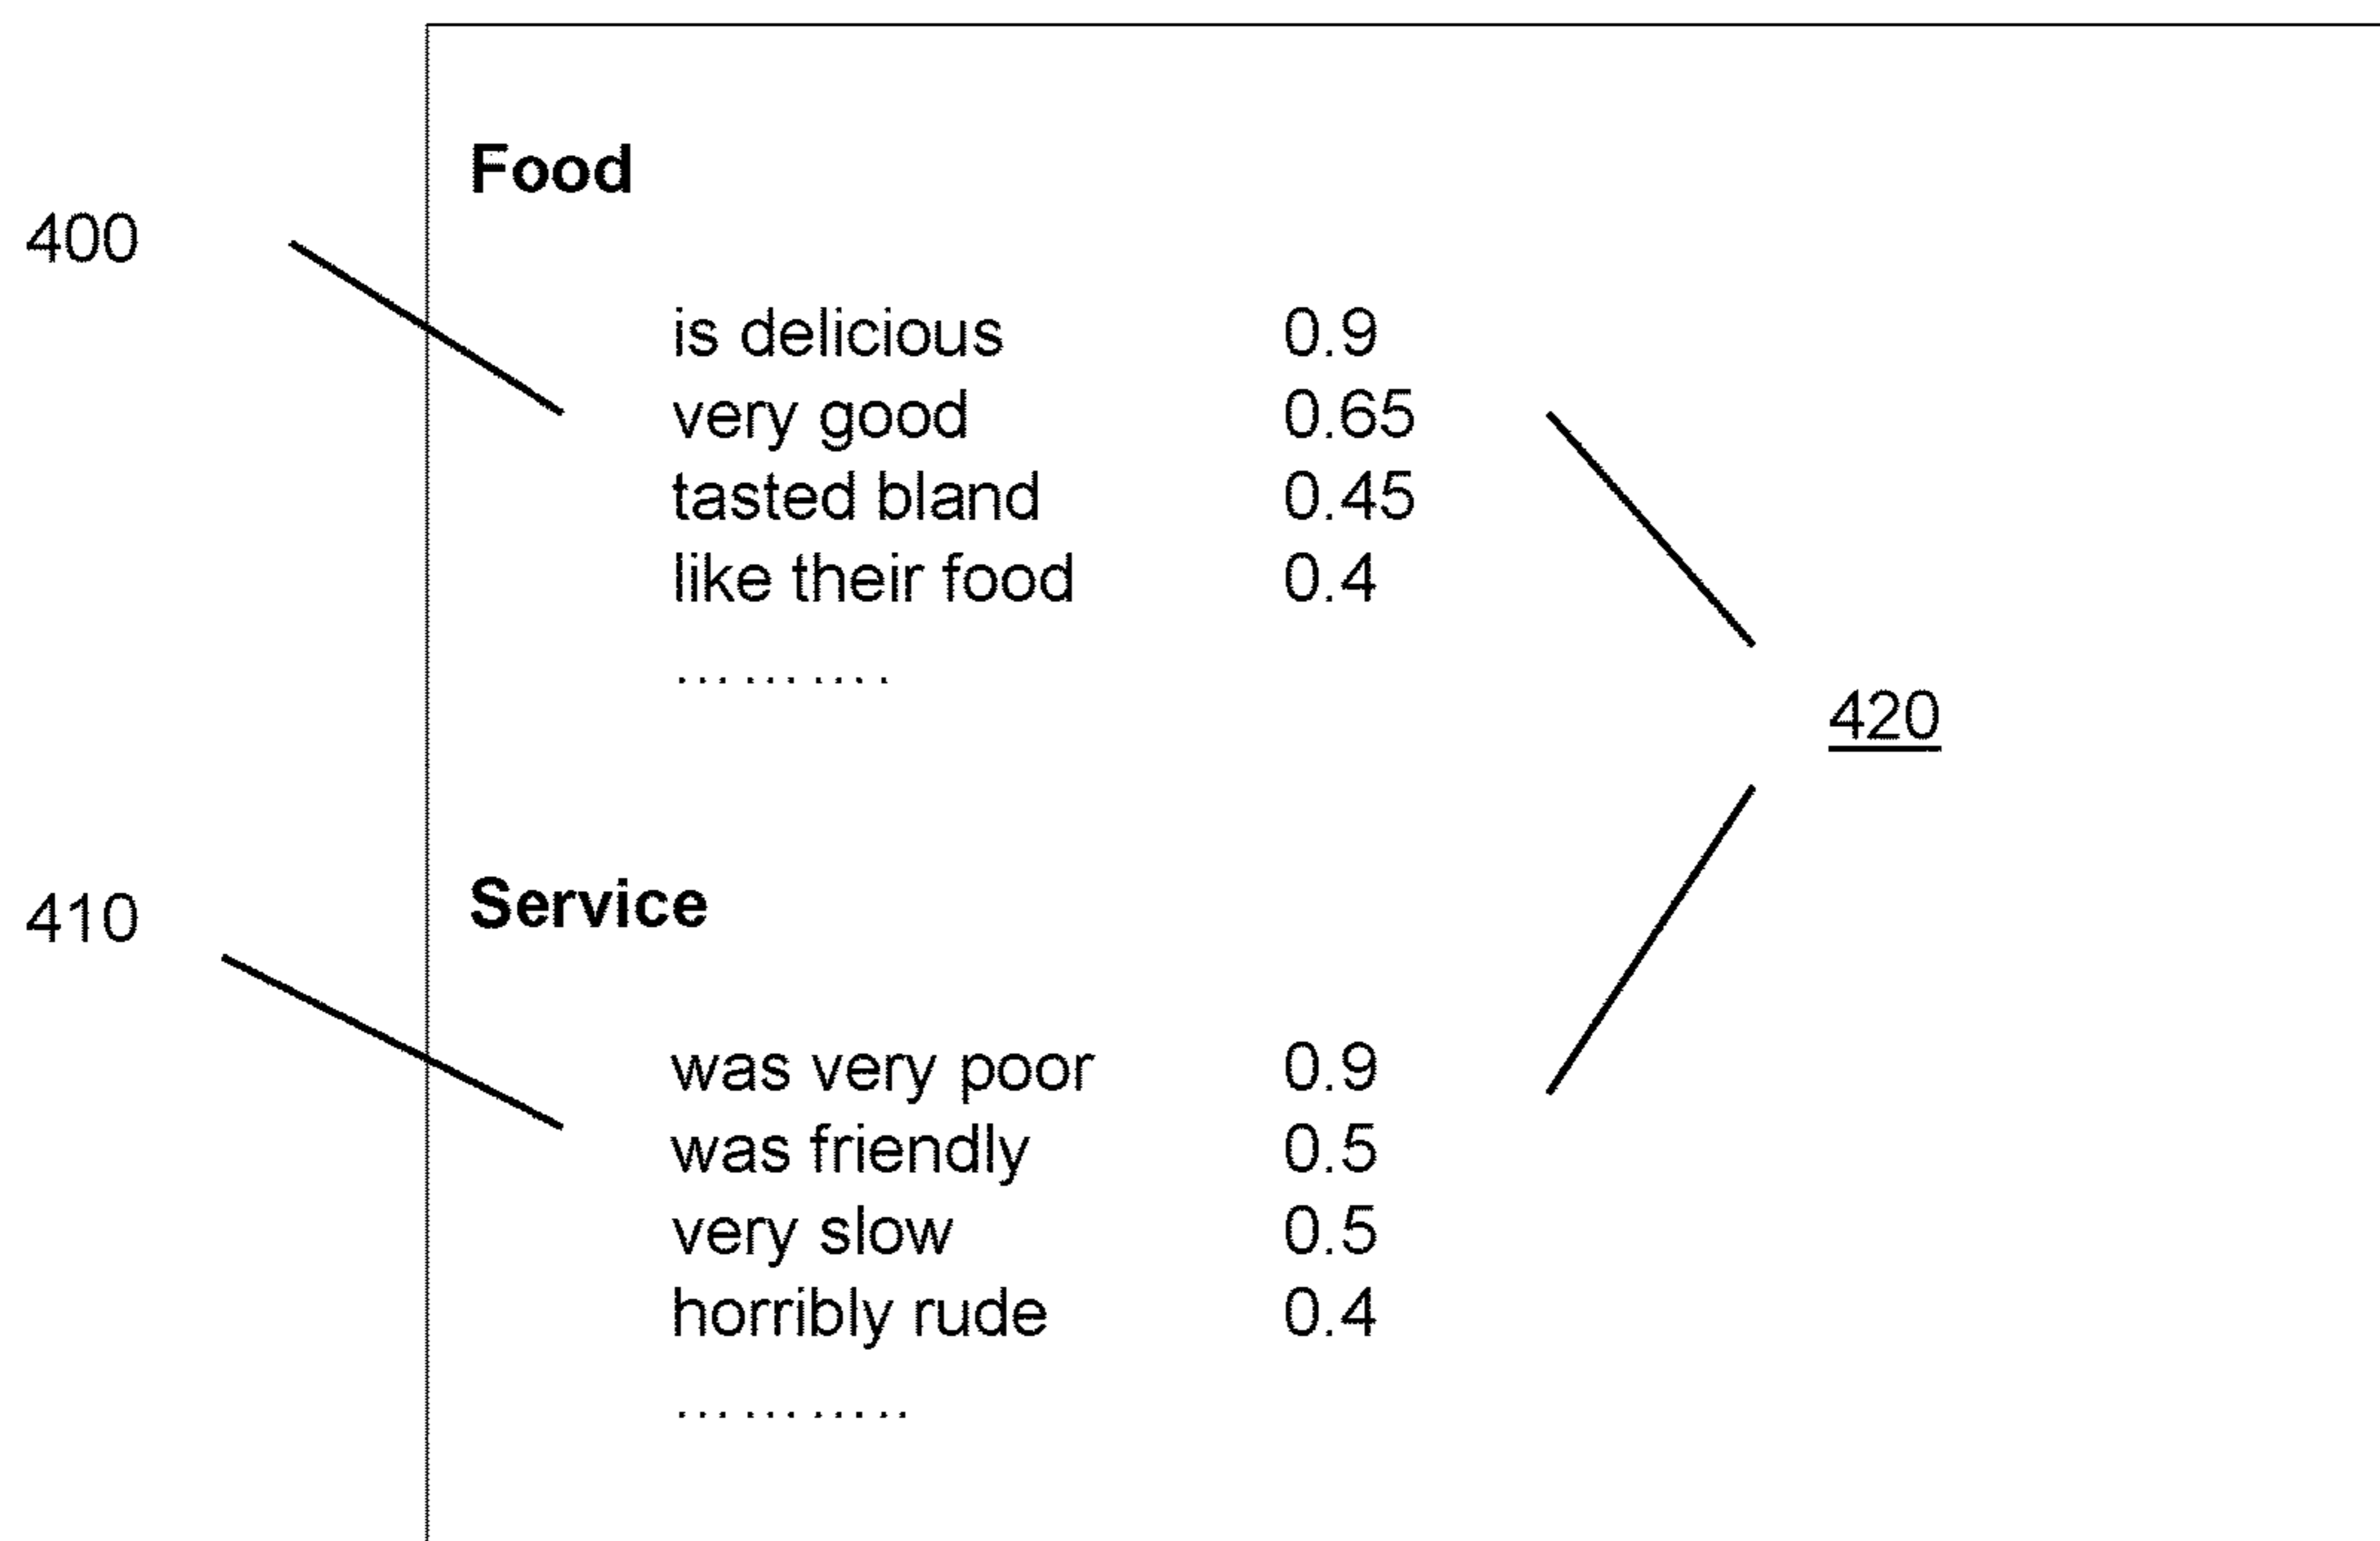 Food
400
is delicious 0.9
very good 0.65
tasted bland 0.45
like their food 0.4
..........
420
Service
410
was very poor 0.9
was friendly 0.5
very slow 0.5
horribly rude 0.4
...........